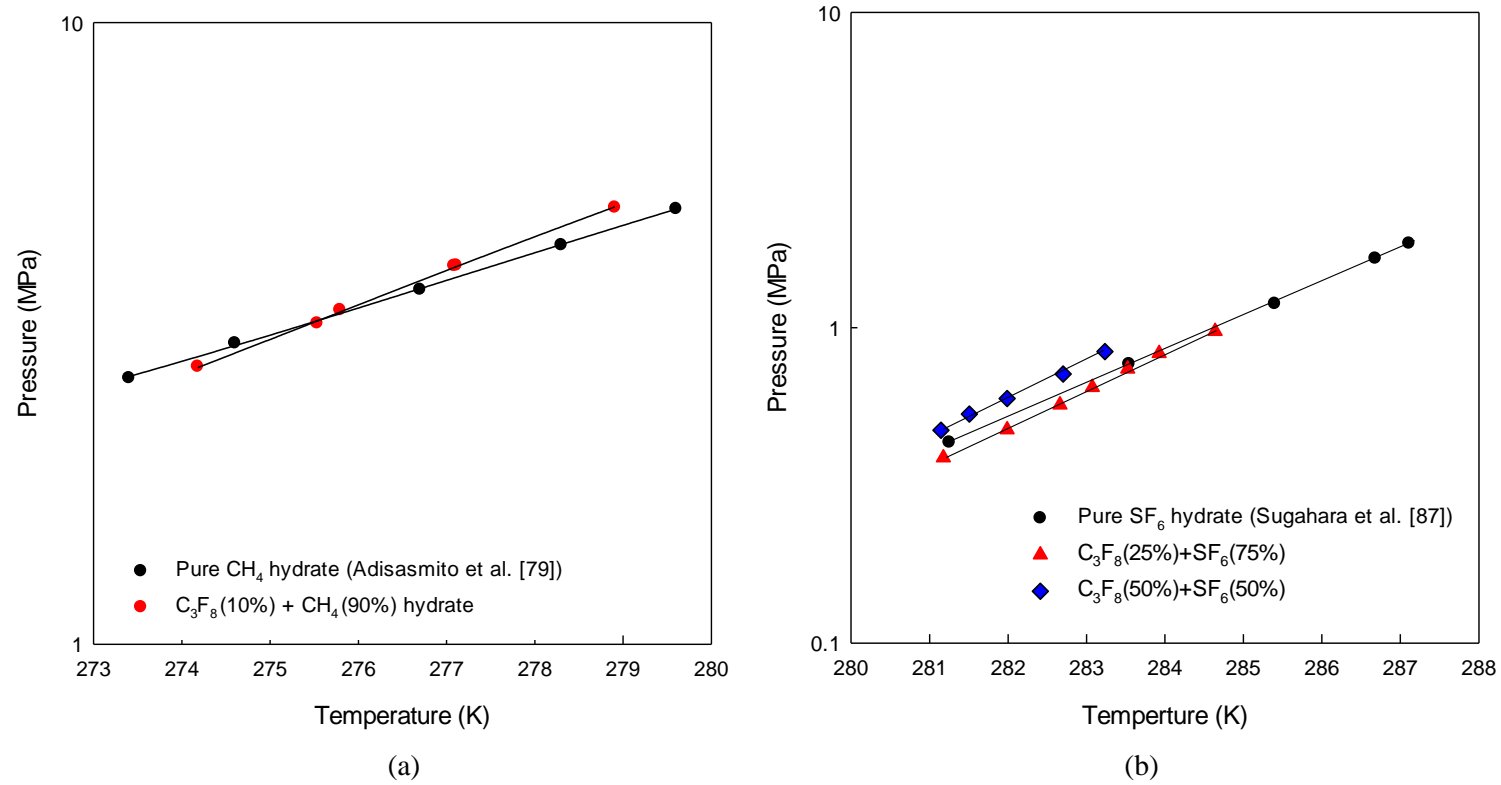 10
Pressure (MPa)
1
Pure CH₄ hydrate (Adisasmito et al. [79])
C₃F₈(10%) + CH₄(90%) hydrate
273 274 275 276 277 278 279 280
Temperature (K)
(a)
10
Pressure (MPa)
1
0.1
Pure SF₆ hydrate (Sugahara et al. [87])
C₃F₈(25%)+SF₆(75%)
C₃F₈(50%)+SF₆(50%)
280 281 282 283 284 285 286 287 288
Temperture (K)
(b)